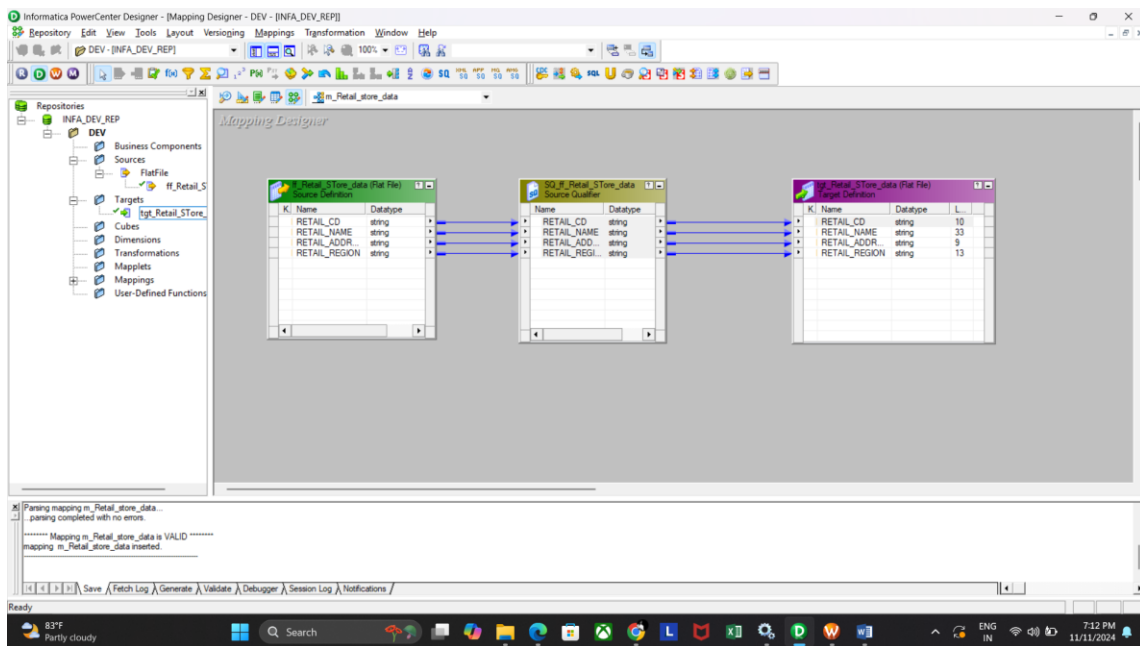 Informatica PowerCenter Designer - [Mapping Designer - DEV - [INFA_DEV_REP]]
Repository Edit View Tools Layout Versioning Mappings Transformation Window Help
DEV - [INFA_DEV_REP] 100%
R D W M f(x) SQ SQ SQ SQ SQL
m_Retail_store_data
Repositories
INFA_DEV_REP
DEV
Business Components
Sources
FlatFile
ff_Retail_S
Targets
tgt_Retail_STore_
Cubes
Dimensions
Transformations
Mapplets
Mappings
User-Defined Functions
Mapping Designer
ff_Retail_STore_data (Flat File)
Source Definition
K Name Datatype
RETAIL_CD string
RETAIL_NAME string
RETAIL_ADDR... string
RETAIL_REGION string
SQ_ff_Retail_STore_data
Source Qualifier
Name Datatype
RETAIL_CD string
RETAIL_NAME string
RETAIL_ADD... string
RETAIL_REGI... string
tgt_Retail_STore_data (Flat File)
Target Definition
K Name Datatype L...
RETAIL_CD string 10
RETAIL_NAME string 33
RETAIL_ADDR... string 9
RETAIL_REGION string 13
Parsing mapping m_Retail_store_data...
...parsing completed with no errors.
******** Mapping m_Retail_store_data is VALID ********
mapping m_Retail_store_data inserted.
Save Fetch Log Generate Validate Debugger Session Log Notifications
Ready
83°F
Partly cloudy
Search
L
D
W
ENG
IN
7:12 PM
11/11/2024